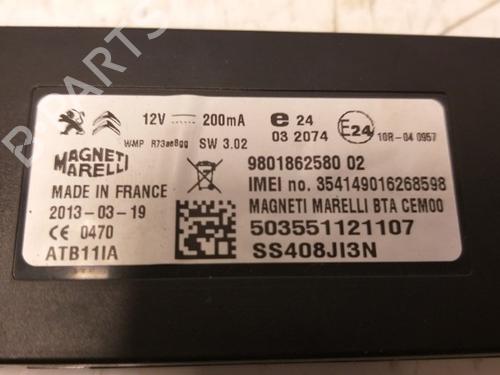 B-PARTS
12V 200mA e 24 E24
03 2074 10R-04 0957
WMP SW 3.02
MAGNETI MARELLI
9801862580 02
IMEI no. 354149016268598
MADE IN FRANCE
MAGNETI MARELLI BTA CEM00
2013-03-19
503551121107
CE 0470
ATB11IA
SS408JI3N